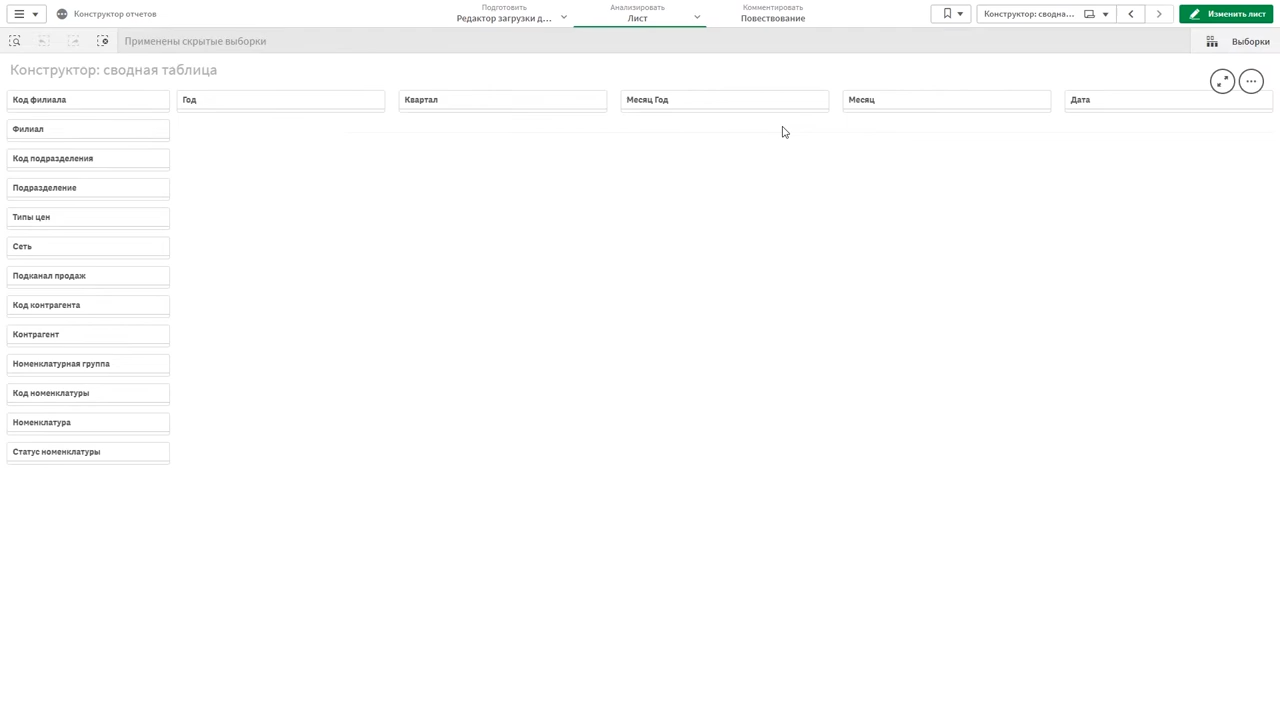 Конструктор отчетов
Подготовить
Редактор загрузки д...
Анализировать
Лист
Комментировать
Повествование
Конструктор: сводна...
Изменить лист
Применены скрытые выборки
Выборки
Конструктор: сводная таблица
Код филиала
Год
Квартал
Месяц Год
Месяц
Дата
Филиал
Код подразделения
Подразделение
Типы цен
Сеть
Подканал продаж
Код контрагента
Контрагент
Номенклатурная группа
Код номенклатуры
Номенклатура
Статус номенклатуры